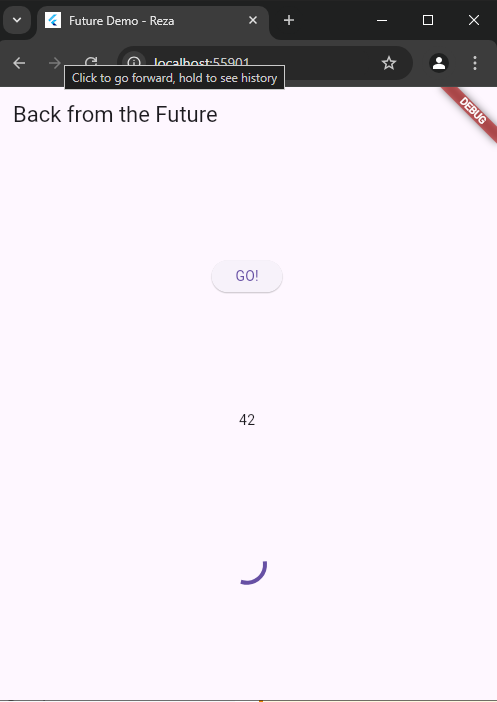 Future Demo - Reza
localhost:55901
Click to go forward, hold to see history
Back from the Future
DEBUG
GO!
42